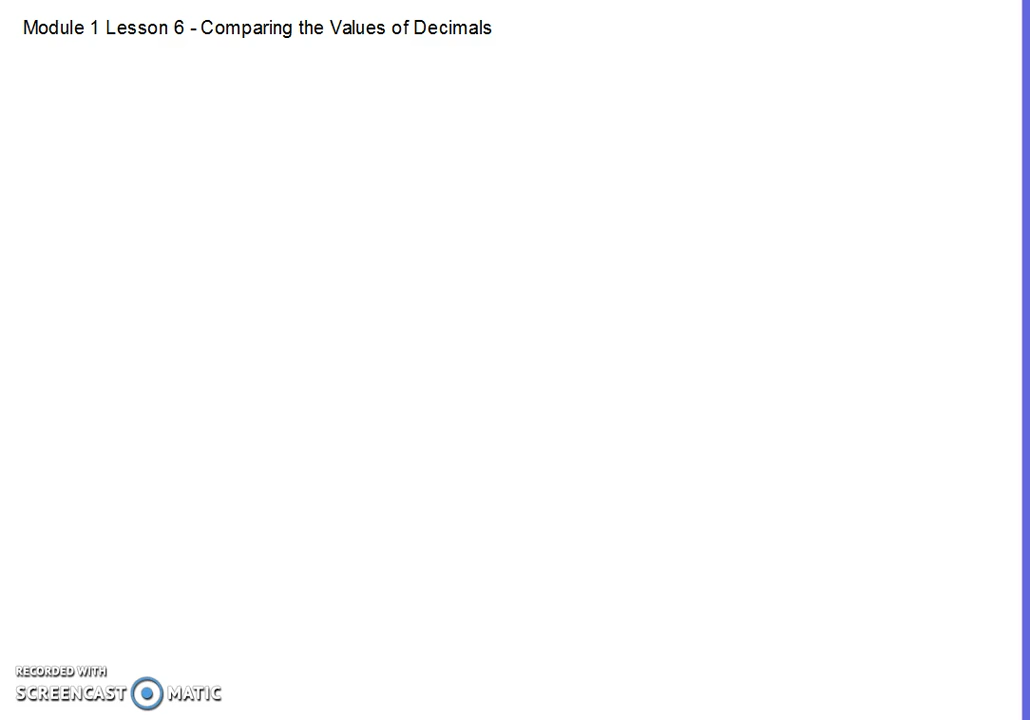 Module 1 Lesson 6 - Comparing the Values of Decimals
RECORDED WITH
SCREENCAST MATIC